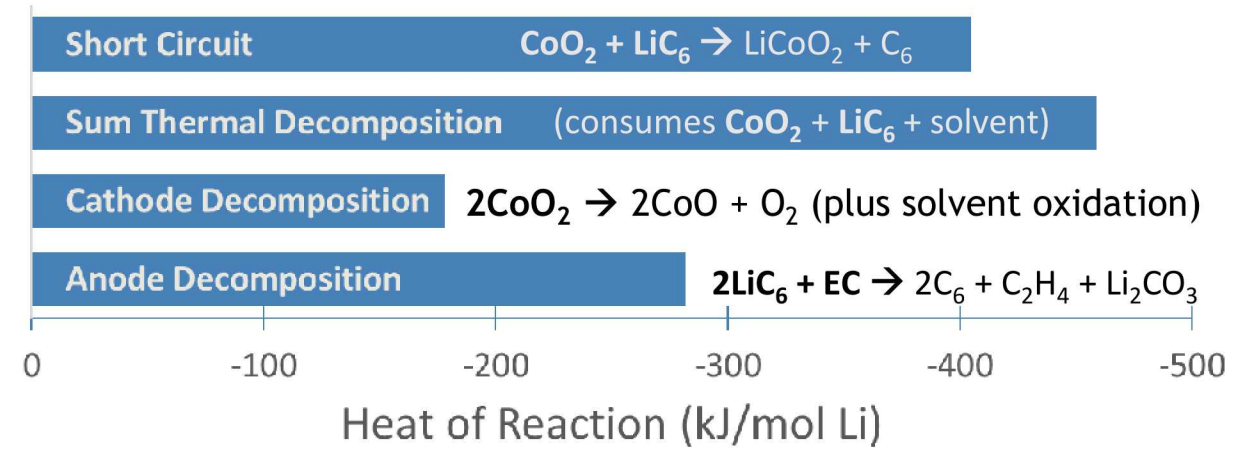 Short Circuit CoO₂ + LiC₆ → LiCoO₂ + C₆
Sum Thermal Decomposition (consumes CoO₂ + LiC₆ + solvent)
Cathode Decomposition 2CoO₂ → 2CoO + O₂ (plus solvent oxidation)
Anode Decomposition 2LiC₆ + EC → 2C₆ + C₂H₄ + Li₂CO₃
0 -100 -200 -300 -400 -500
Heat of Reaction (kJ/mol Li)